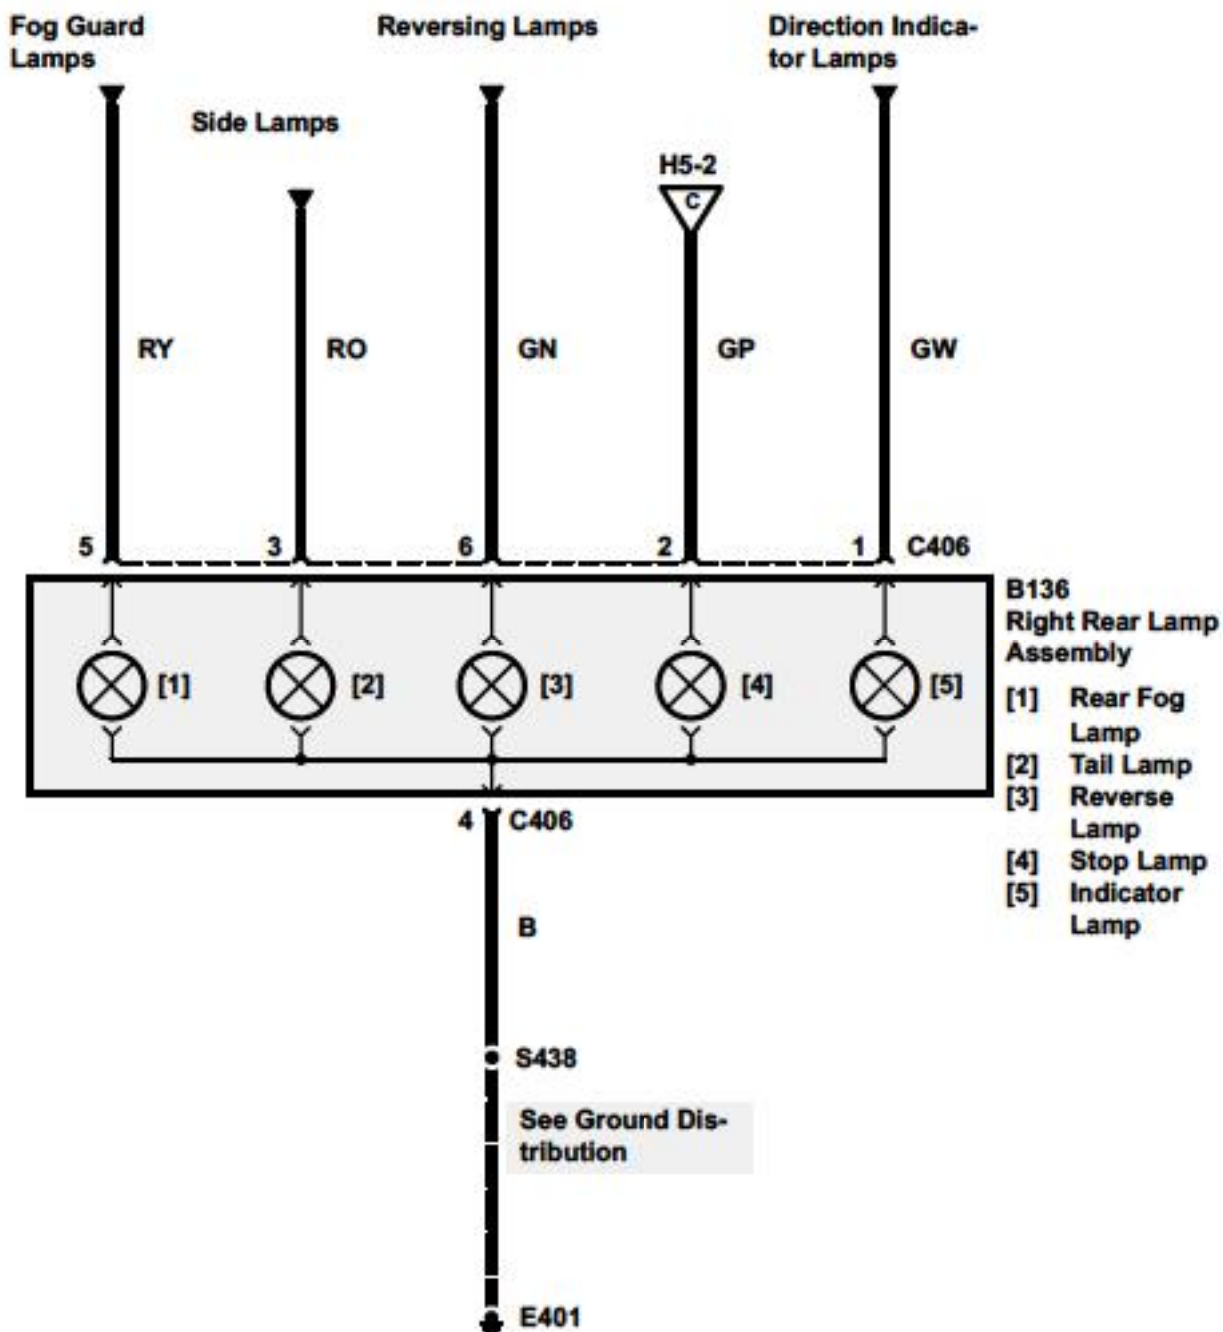 Fog Guard
Lamps
Reversing Lamps
Direction Indica-
tor Lamps
Side Lamps
H5-2
C
RY
RO
GN
GP
GW
5
3
6
2
1
C406
B136
Right Rear Lamp
Assembly
[1]
[2]
[3]
[4]
[5]
[1] Rear Fog
Lamp
[2] Tail Lamp
[3] Reverse
Lamp
[4] Stop Lamp
[5] Indicator
Lamp
4 C406
B
S438
See Ground Dis-
tribution
E401